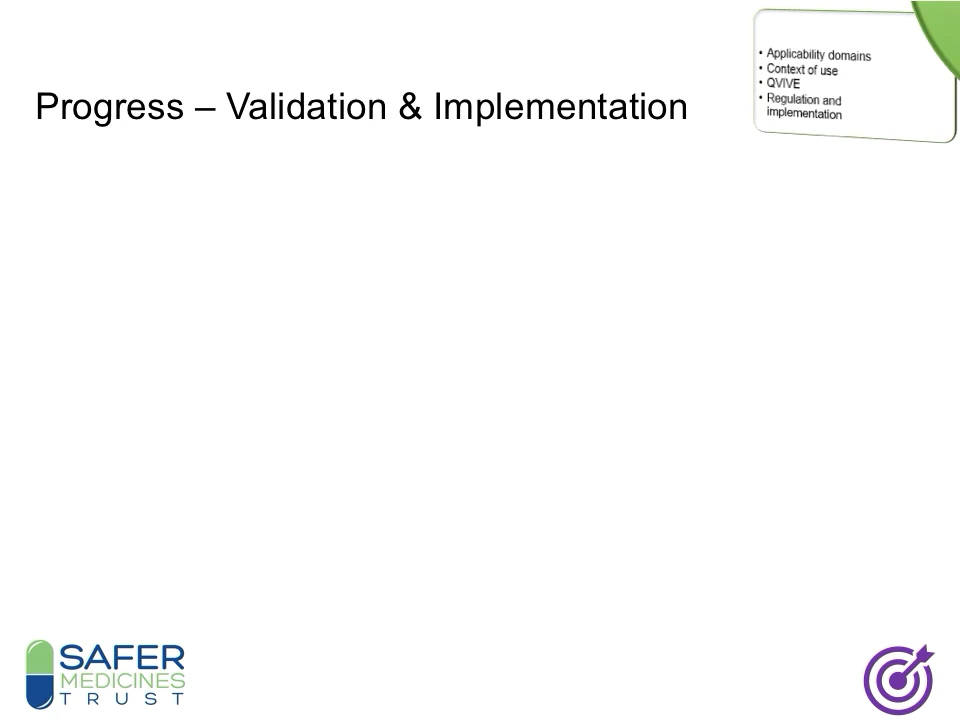 • Applicability domains
• Context of use
• QVIVE
• Regulation and
implementation
Progress – Validation & Implementation
SAFER
MEDICINES
TRUST